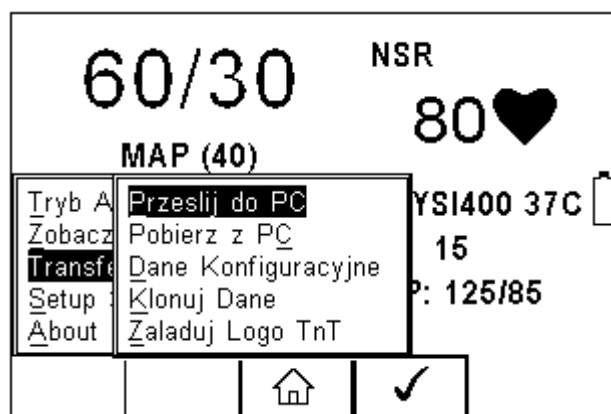 60/30
NSR
80
MAP (40)
YSI400 37C
15
P: 125/85
Tryb A
Zobacz
Transfe
Setup
About
Przeslij do PC
Pobierz z PC
Dane Konfiguracyjne
Klonuj Dane
Zaladuj Logo TnT